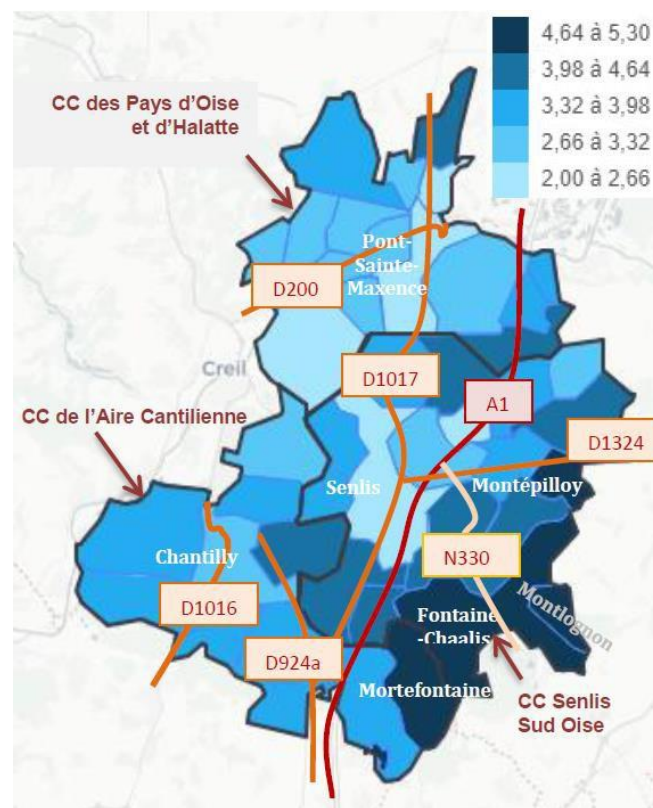 4,64 à 5,30
3,98 à 4,64
3,32 à 3,98
2,66 à 3,32
2,00 à 2,66
CC des Pays d'Oise
et d'Halatte
Pont-
Sainte-
Maxence
D200
D1017
Creil
A1
CC de l'Aire Cantilienne
D1324
Senlis
Montépilloy
Chantilly
N330
D1016
Fontaine
-Chaalis
Montlognon
D924a
Mortefontaine
CC Senlis
Sud Oise